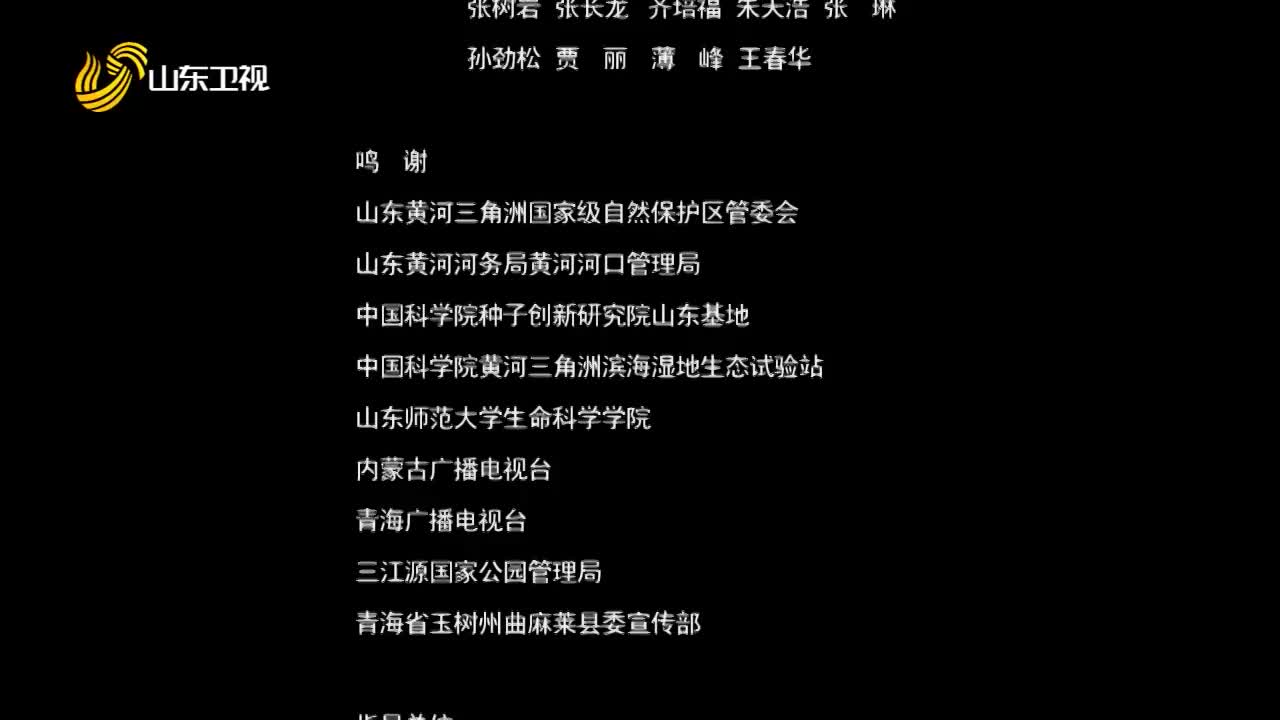 张树岩 张长龙 齐培福 朱天浩 张 琳
山东卫视
孙劲松 贾 丽 薄 峰 王春华
鸣 谢
山东黄河三角洲国家级自然保护区管委会
山东黄河河务局黄河河口管理局
中国科学院种子创新研究院山东基地
中国科学院黄河三角洲滨海湿地生态试验站
山东师范大学生命科学学院
内蒙古广播电视台
青海广播电视台
三江源国家公园管理局
青海省玉树州曲麻莱县委宣传部